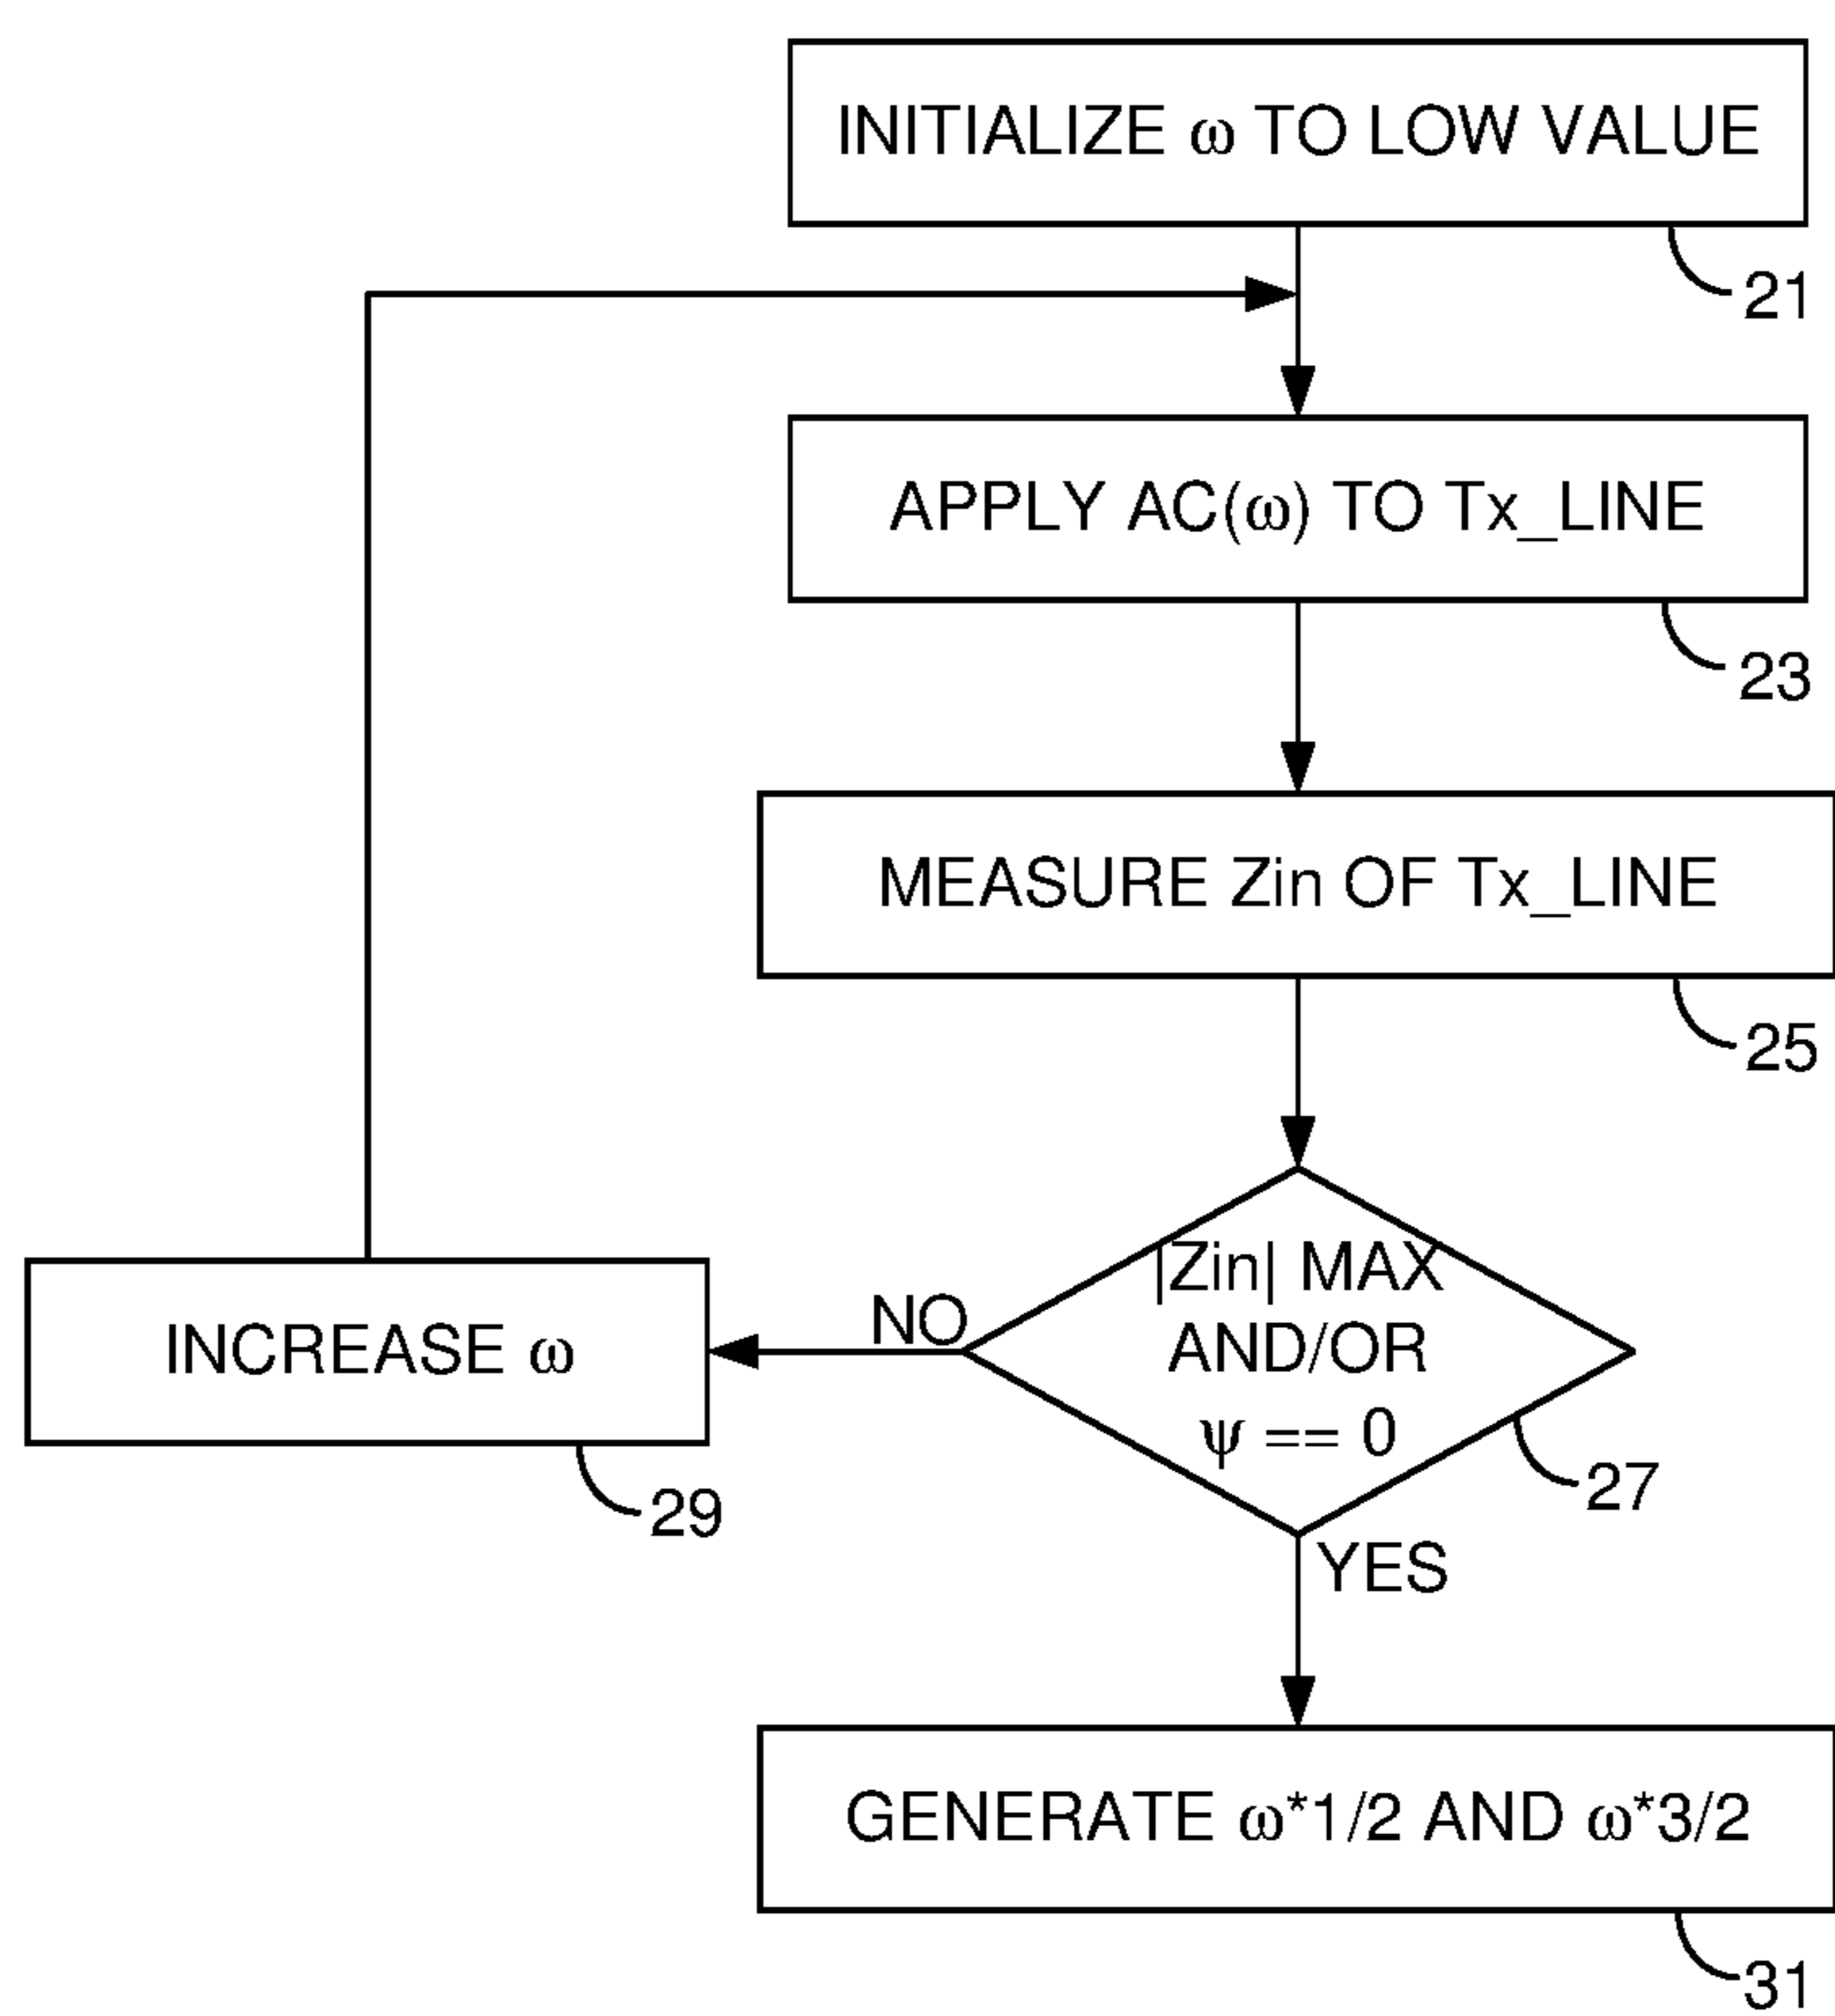 INITIALIZE ω TO LOW VALUE
21
APPLY AC(ω) TO Tx_LINE
23
MEASURE Zin OF Tx_LINE
25
|Zin| MAX
AND/OR
ψ == 0
27
NO
INCREASE ω
29
YES
GENERATE ω*1/2 AND ω*3/2
31